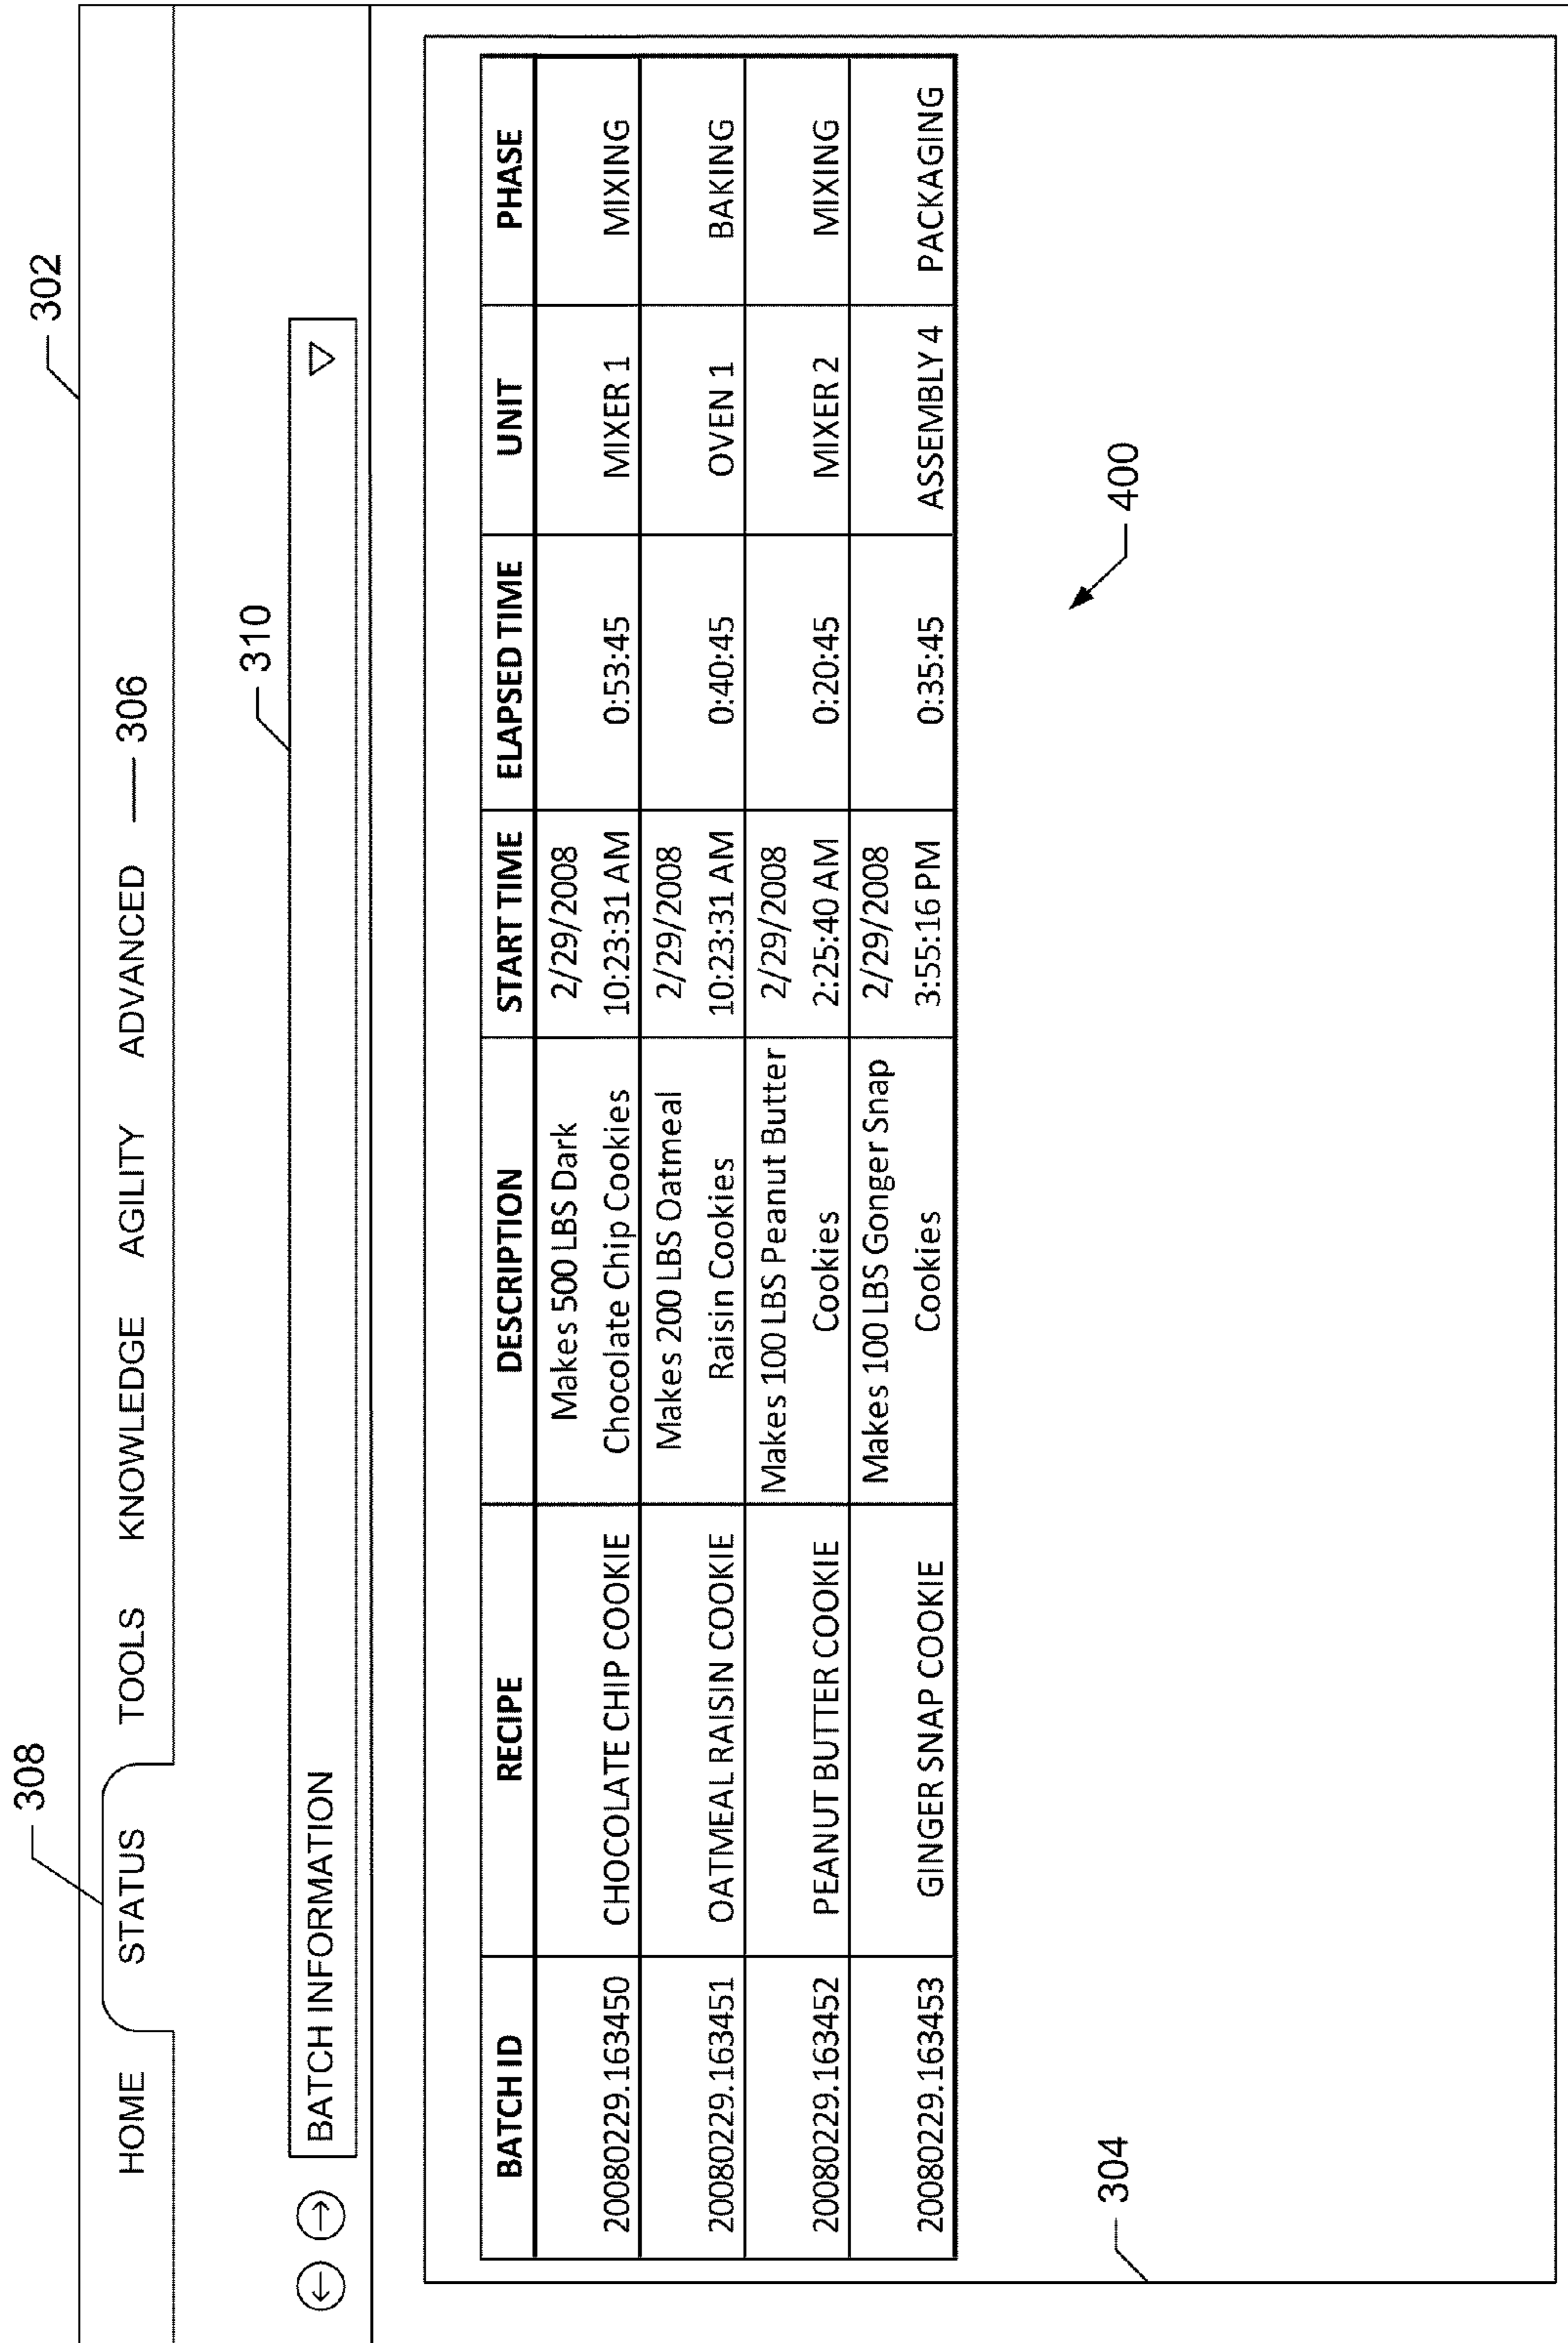 302
308
HOME STATUS TOOLS KNOWLEDGE AGILITY ADVANCED 306
310
BATCH INFORMATION
BATCH ID RECIPE DESCRIPTION START TIME ELAPSED TIME UNIT PHASE
Makes 500 LBS Dark 2/29/2008
20080229.163450 CHOCOLATE CHIP COOKIE Chocolate Chip Cookies 10:23:31 AM 0:53:45 MIXER 1 MIXING
Makes 200 LBS Oatmeal 2/29/2008
20080229.163451 OATMEAL RAISIN COOKIE Raisin Cookies 10:23:31 AM 0:40:45 OVEN 1 BAKING
Makes 100 LBS Peanut Butter 2/29/2008
20080229.163452 PEANUT BUTTER COOKIE Cookies 2:25:40 AM 0:20:45 MIXER 2 MIXING
Makes 100 LBS Gonger Snap 2/29/2008
20080229.163453 GINGER SNAP COOKIE Cookies 3:55:16 PM 0:35:45 ASSEMBLY 4 PACKAGING
304
400